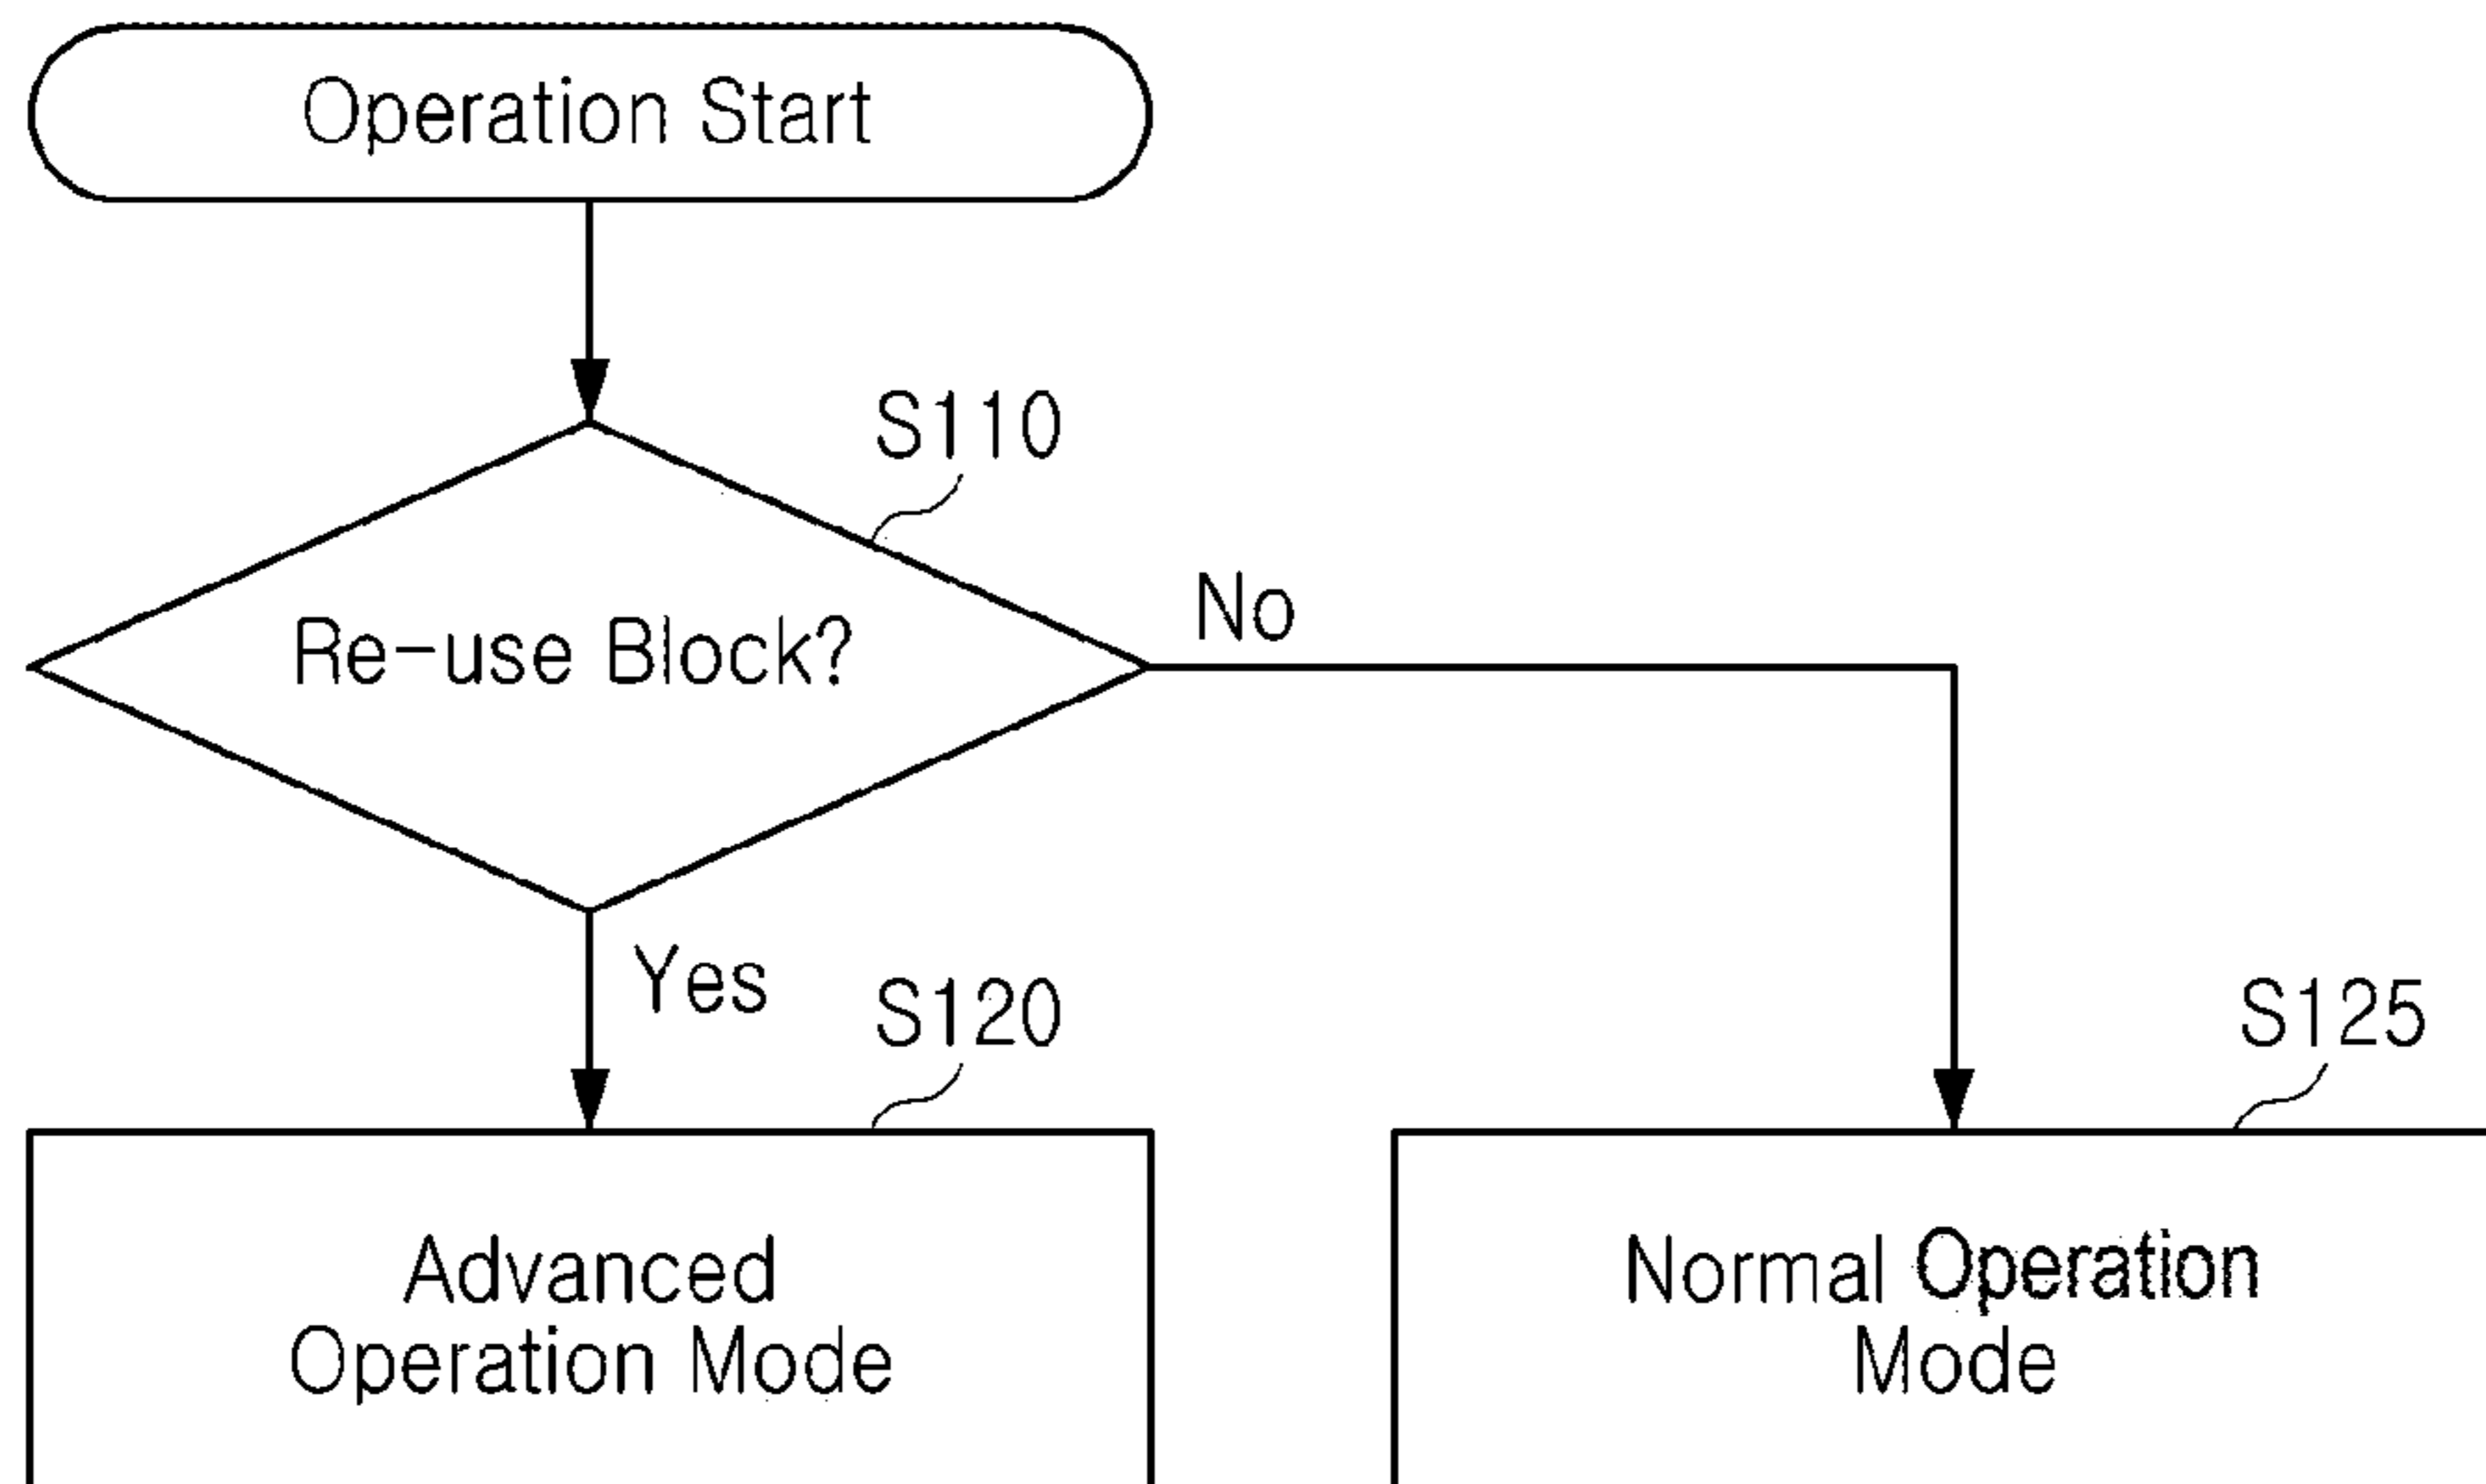 Operation Start
S110
Re-use Block?
No
Yes
S120
S125
Advanced
Operation Mode
Normal Operation
Mode